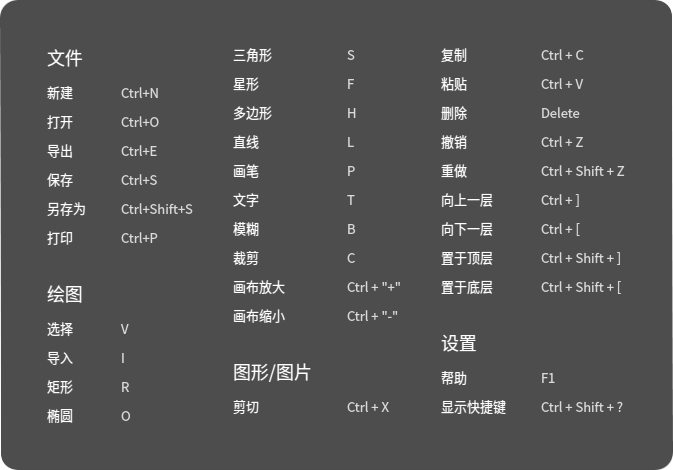 文件
新建 Ctrl+N
打开 Ctrl+O
导出 Ctrl+E
保存 Ctrl+S
另存为 Ctrl+Shift+S
打印 Ctrl+P
绘图
选择 V
导入 I
矩形 R
椭圆 O
三角形 S
星形 F
多边形 H
直线 L
画笔 P
文字 T
模糊 B
裁剪 C
画布放大 Ctrl + "+"
画布缩小 Ctrl + "-"
图形/图片
剪切 Ctrl + X
复制 Ctrl + C
粘贴 Ctrl + V
删除 Delete
撤销 Ctrl + Z
重做 Ctrl + Shift + Z
向上一层 Ctrl + ]
向下一层 Ctrl + [
置于顶层 Ctrl + Shift + ]
置于底层 Ctrl + Shift + [
设置
帮助 F1
显示快捷键 Ctrl + Shift + ?